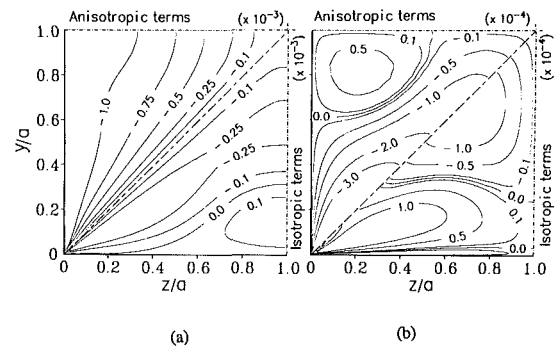 Anisotropic terms (x 10⁻³)
1.0
0.8
0.6
0.4
0.2
0
y/a
- 1.0
- 0.75
- 0.5
- 0.25
- 0.1
- 0.1
- 0.25
- 0.25
- 0.1
0.0
0.1
0 0.2 0.4 0.6 0.8 1.0
z/a
(x 10⁻³)
Isotropic terms
(a)
Anisotropic terms (x 10⁻⁴)
0.5
0.1
- 0.1
- 0.5
- 1.0
0.0
- 2.0
- 1.0
- 3.0
- 0.5
- 0.1
0.0
0.1
1.0
0.5
0.0
0 0.2 0.4 0.6 0.8 1.0
z/a
(x 10⁻⁴)
Isotropic terms
(b)